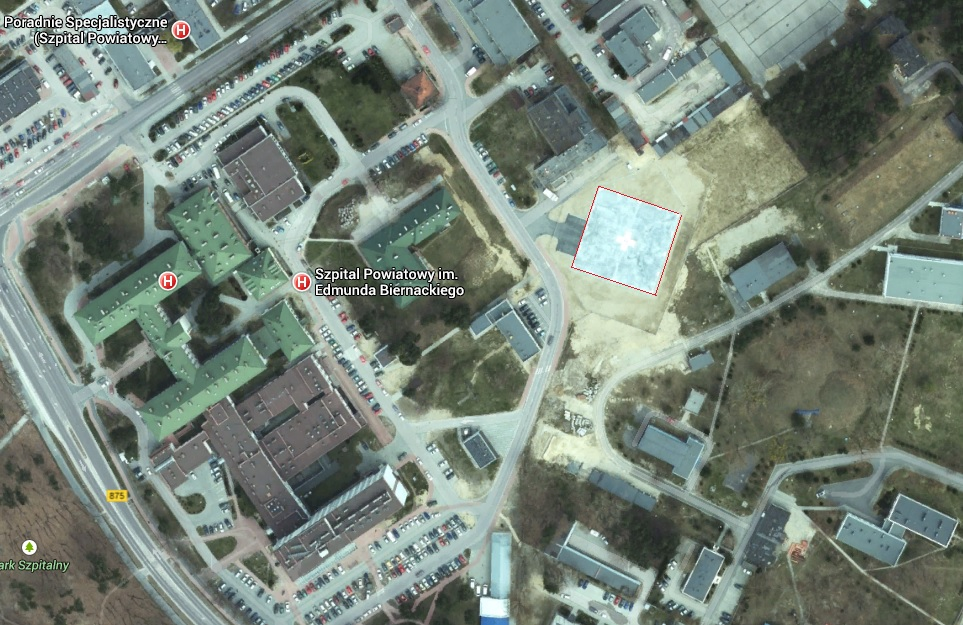 Poradnie Specjalistyczne
(Szpital Powiatowy...
H
H
H
Szpital Powiatowy im.
Edmunda Biernackiego
875
ark Szpitalny